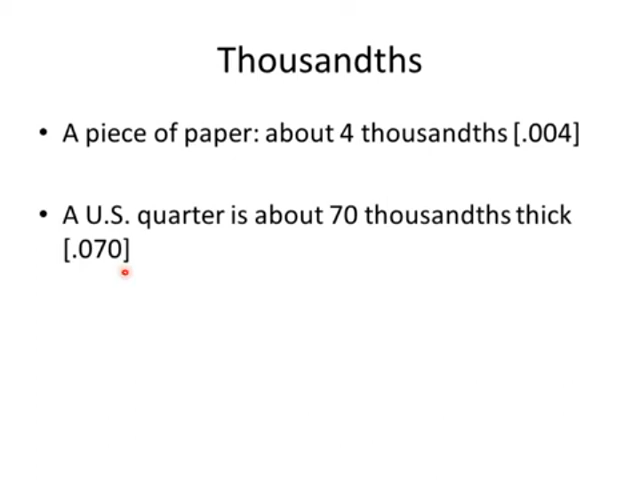 Thousandths
• A piece of paper: about 4 thousandths [.004]
• A U.S. quarter is about 70 thousandths thick
[.070]